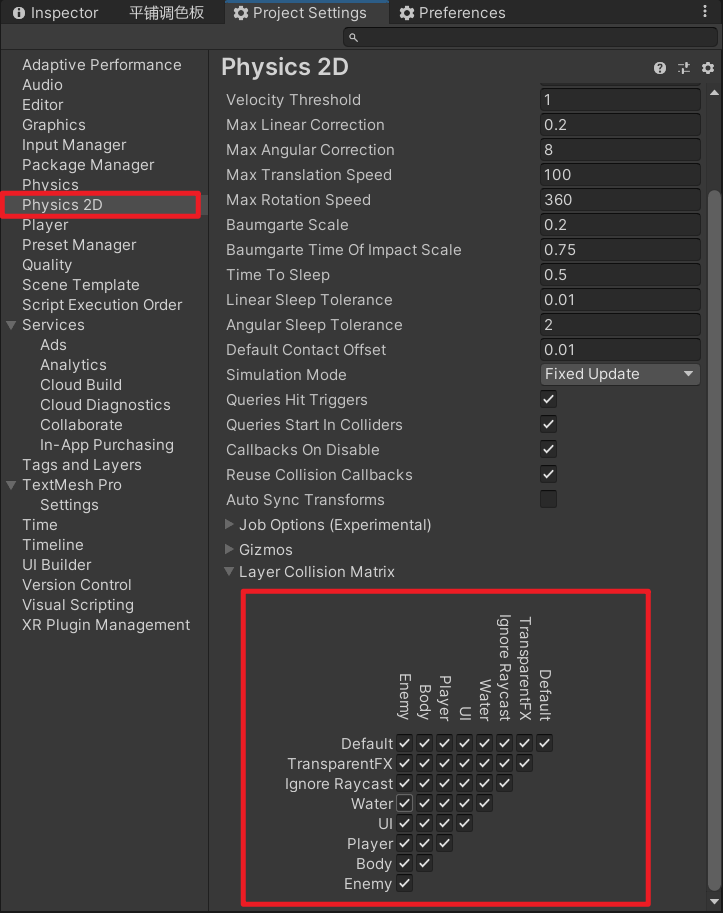 Inspector 平铺调色板 Project Settings Preferences
Physics 2D
Adaptive Performance
Audio
Editor
Graphics
Input Manager
Package Manager
Physics
Physics 2D
Player
Preset Manager
Quality
Scene Template
Script Execution Order
Services
Ads
Analytics
Cloud Build
Cloud Diagnostics
Collaborate
In-App Purchasing
Tags and Layers
TextMesh Pro
Settings
Time
Timeline
UI Builder
Version Control
Visual Scripting
XR Plugin Management
Velocity Threshold 1
Max Linear Correction 0.2
Max Angular Correction 8
Max Translation Speed 100
Max Rotation Speed 360
Baumgarte Scale 0.2
Baumgarte Time Of Impact Scale 0.75
Time To Sleep 0.5
Linear Sleep Tolerance 0.01
Angular Sleep Tolerance 2
Default Contact Offset 0.01
Simulation Mode Fixed Update
Queries Hit Triggers
Queries Start In Colliders
Callbacks On Disable
Reuse Collision Callbacks
Auto Sync Transforms
Job Options (Experimental)
Gizmos
Layer Collision Matrix
Enemy
Body
Player
UI
Water
Ignore Raycast
TransparentFX
Default
Default
TransparentFX
Ignore Raycast
Water
UI
Player
Body
Enemy